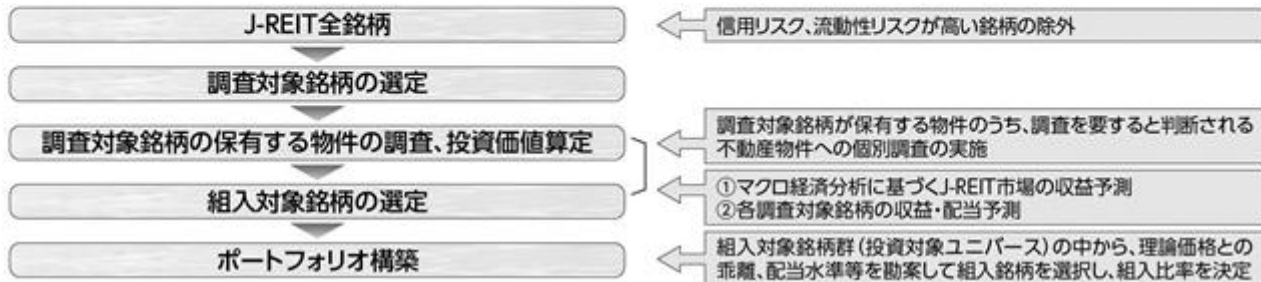 J-REIT全銘柄
信用リスク、流動性リスクが高い銘柄の除外
調査対象銘柄の選定
調査対象銘柄の保有する物件の調査、投資価値算定
調査対象銘柄が保有する物件のうち、調査を要すると判断される
不動産物件への個別調査の実施
組入対象銘柄の選定
①マクロ経済分析に基づくJ-REIT市場の収益予測
②各調査対象銘柄の収益・配当予測
ポートフォリオ構築
組入対象銘柄群(投資対象ユニバース)の中から、理論価格との
乖離、配当水準等を勘案して組入銘柄を選択し、組入比率を決定